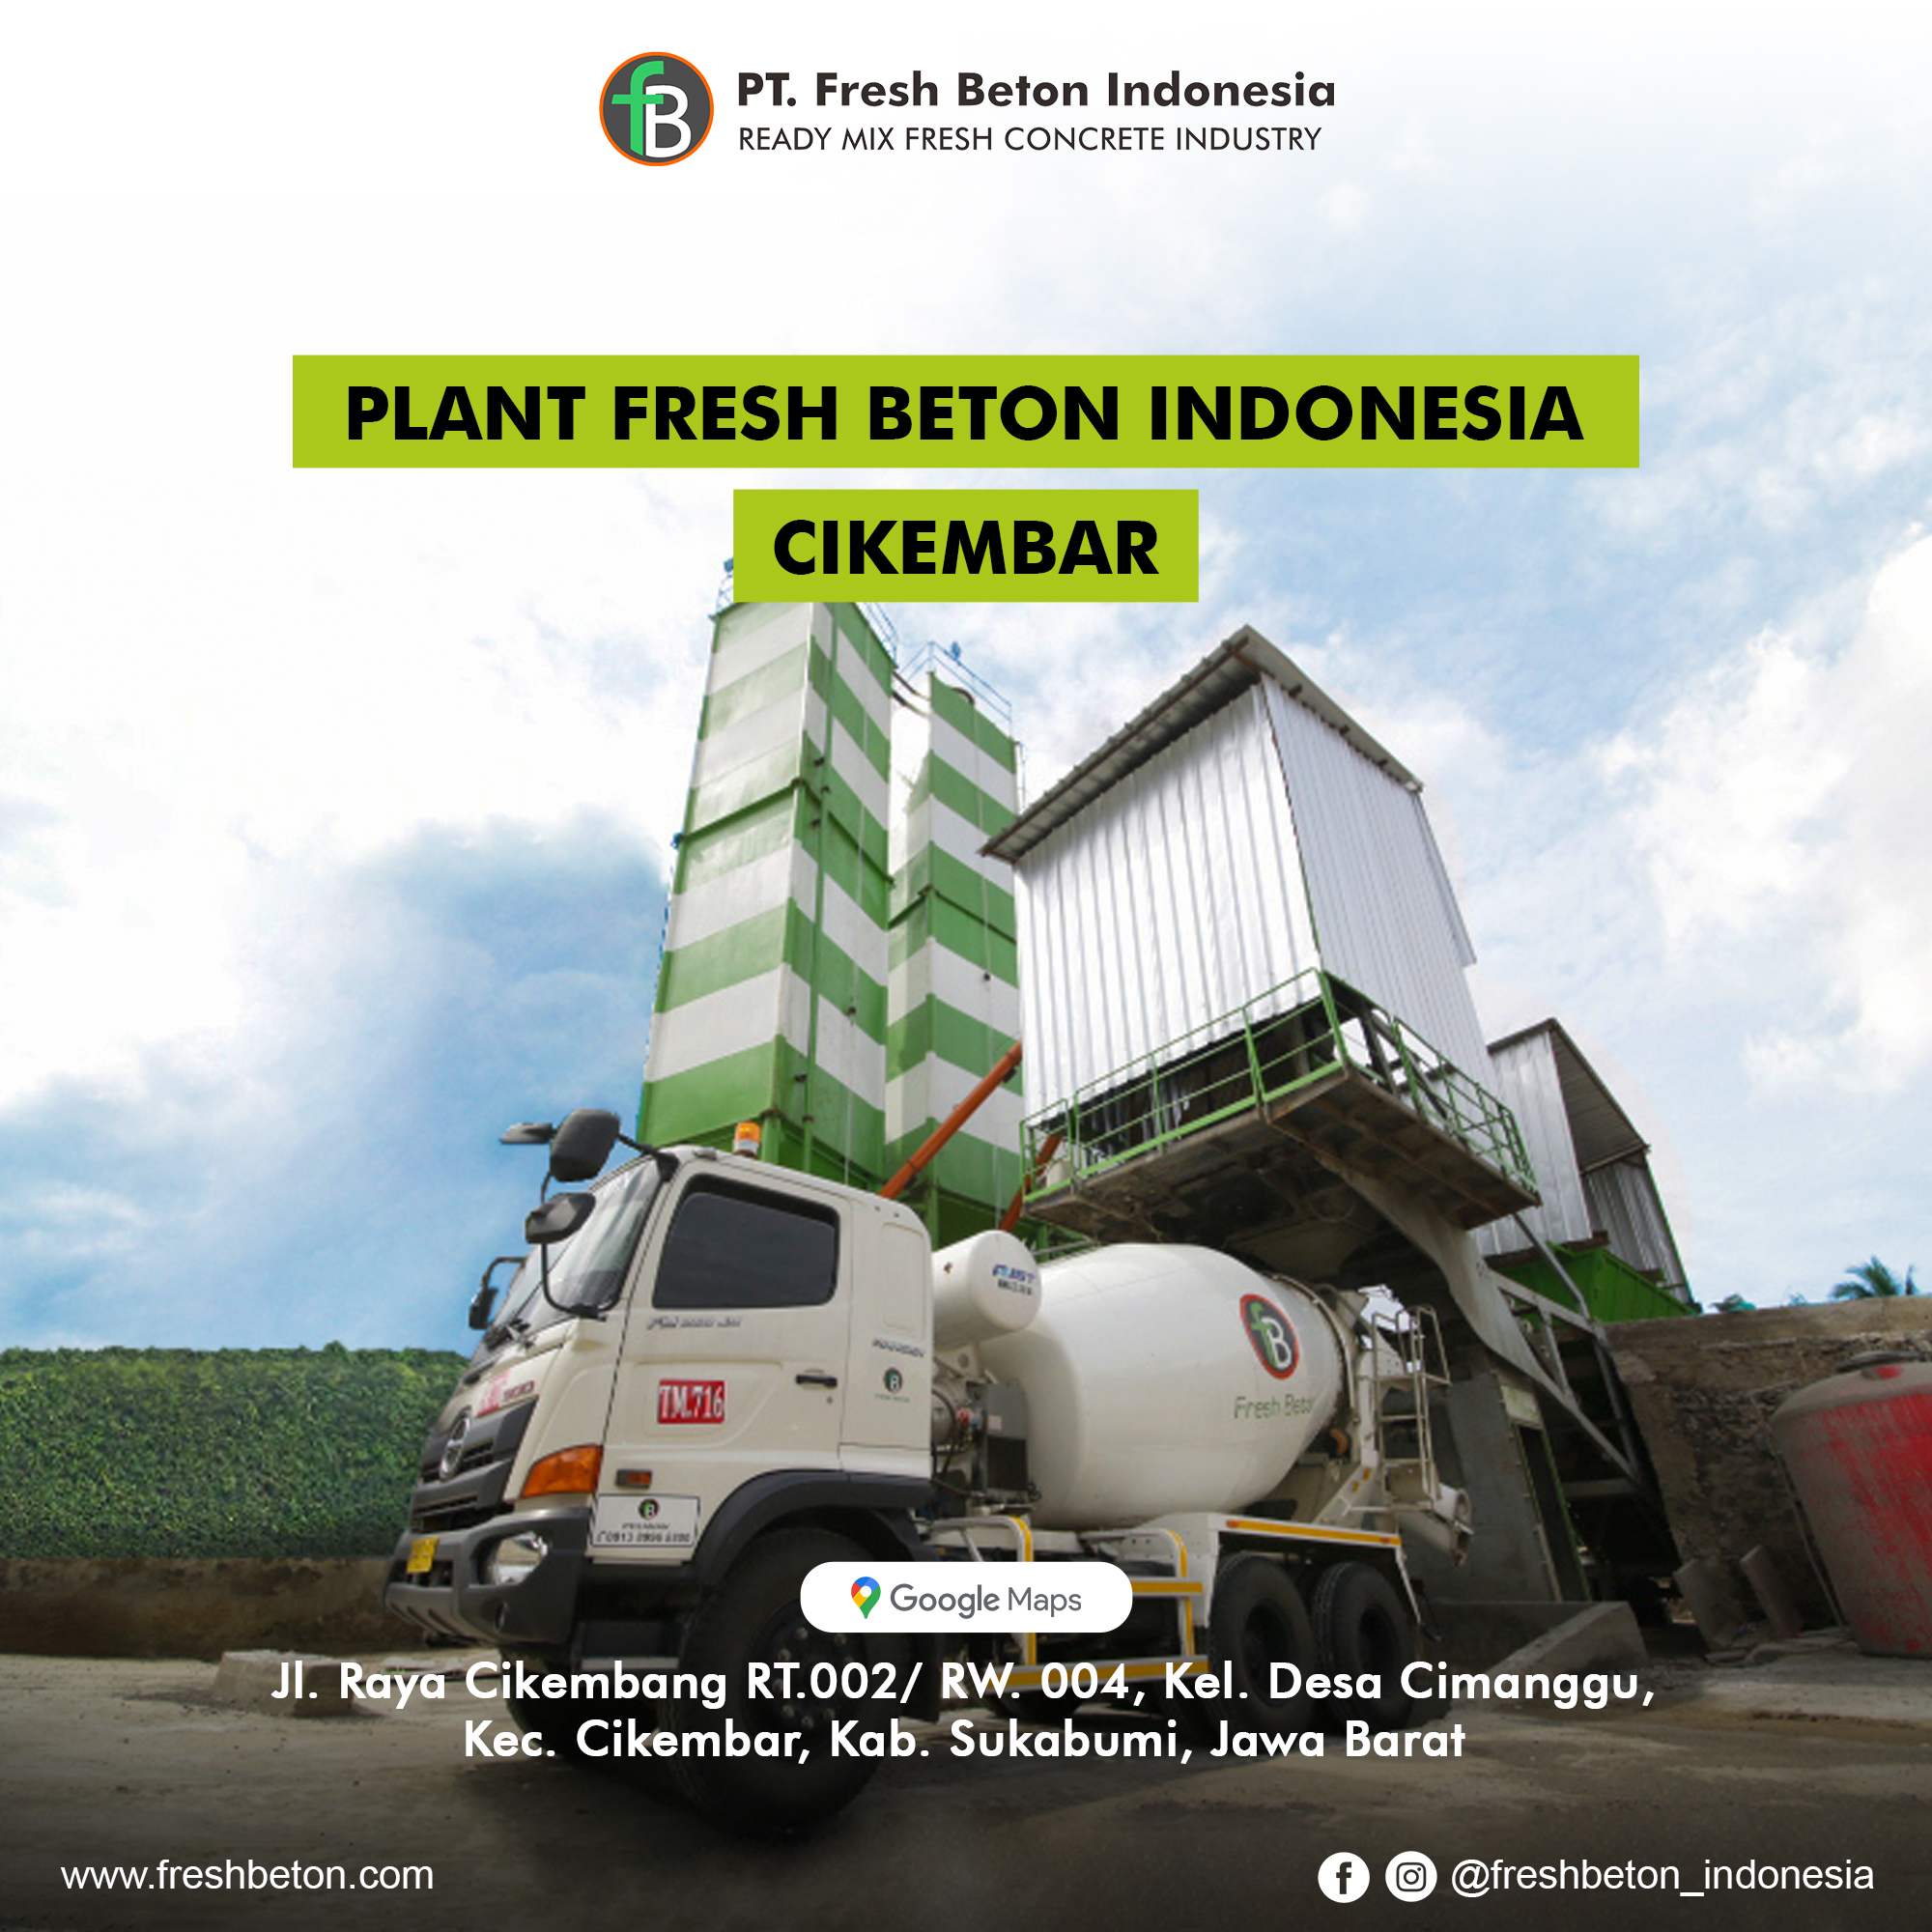 fB
PT. Fresh Beton Indonesia
READY MIX FRESH CONCRETE INDUSTRY
PLANT FRESH BETON INDONESIA
CIKEMBAR
fB
Fresh Beton
TM.716
Google Maps
Jl. Raya Cikembang RT.002/ RW. 004, Kel. Desa Cimanggu,
Kec. Cikembar, Kab. Sukabumi, Jawa Barat
www.freshbeton.com
@freshbeton_indonesia